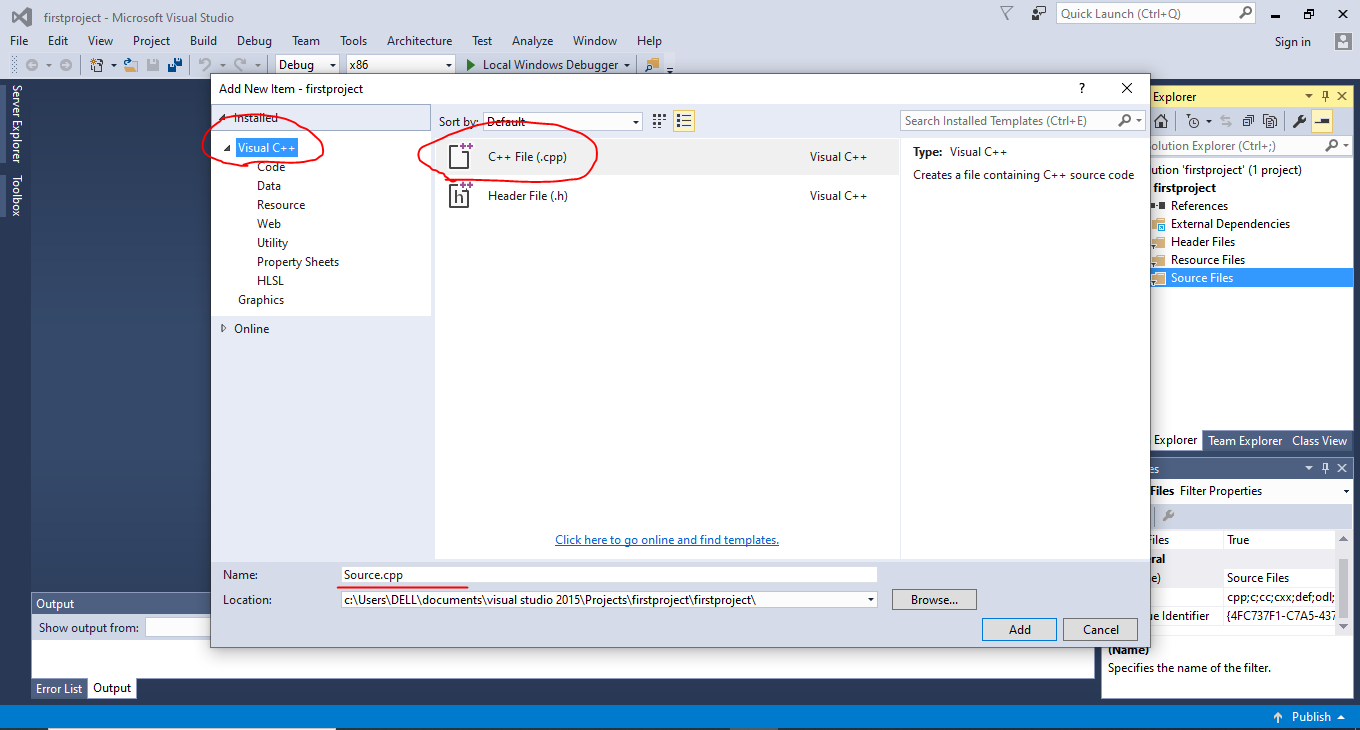 firstproject - Microsoft Visual Studio
Quick Launch (Ctrl+Q)
File Edit View Project Build Debug Team Tools Architecture Test Analyze Window Help
Sign in
Debug x86 Local Windows Debugger
Server Explorer
Toolbox
Add New Item - firstproject
?
Installed
Visual C++
Code
Data
Resource
Web
Utility
Property Sheets
HLSL
Graphics
Online
Sort by: Default
C++ File (.cpp) Visual C++
Header File (.h) Visual C++
Click here to go online and find templates.
Search Installed Templates (Ctrl+E)
Type: Visual C++
Creates a file containing C++ source code
Name: Source.cpp
Location: c:\Users\DELL\documents\visual studio 2015\Projects\firstproject\firstproject\
Browse...
Add Cancel
Explorer
olution Explorer (Ctrl+;)
ution 'firstproject' (1 project)
firstproject
References
External Dependencies
Header Files
Resource Files
Source Files
Explorer Team Explorer Class View
es
Files Filter Properties
Files True
ral
e) Source Files
cpp;c;cc;cxx;def;odl;
ue Identifier {4FC737F1-C7A5-437
(Name)
Specifies the name of the filter.
Output
Show output from:
Error List Output
Publish